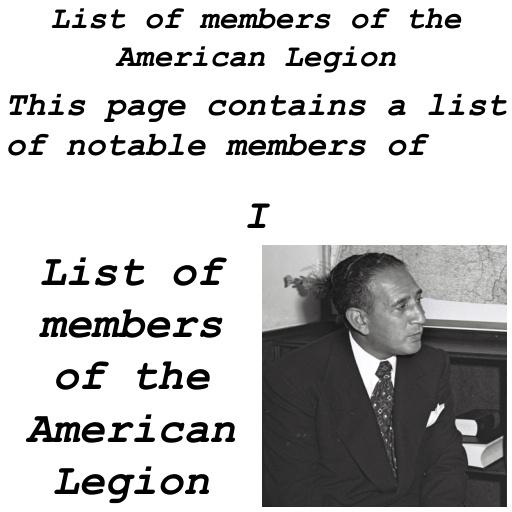 List of members of the
American Legion
This page contains a list
of notable members of
I
List of
members
of the
American
Legion